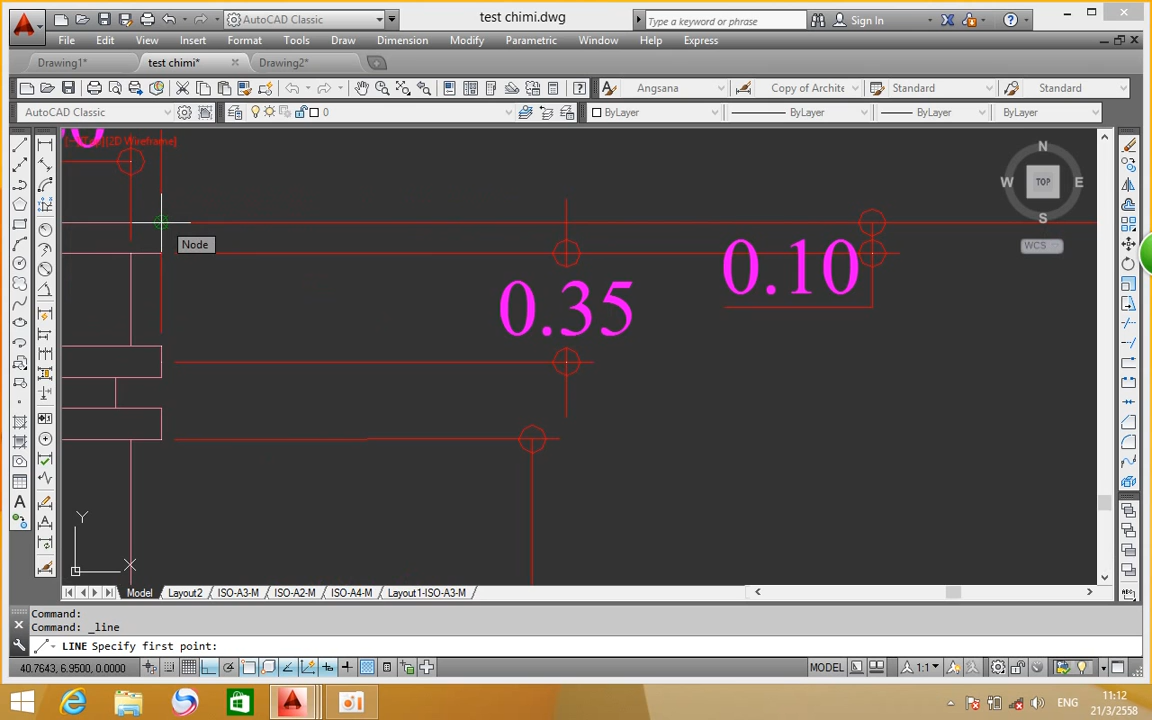 AutoCAD Classic
test chimi.dwg
Type a keyword or phrase
Sign In
File Edit View Insert Format Tools Draw Dimension Modify Parametric Window Help Express
Drawing1*
test chimi*
Drawing2*
Angsana
Copy of Archite
Standard
Standard
AutoCAD Classic
0
ByLayer
ByLayer
ByLayer
[−][Top][2D Wireframe]
N
W
TOP
E
S
WCS
Node
0.10
0.35
Y
X
Model Layout2 ISO-A3-M ISO-A2-M ISO-A4-M Layout1-ISO-A3-M
Command:
Command: _line
LINE Specify first point:
40.7643, 6.9500, 0.0000
MODEL
1:1
ENG
11:12
21/3/2558